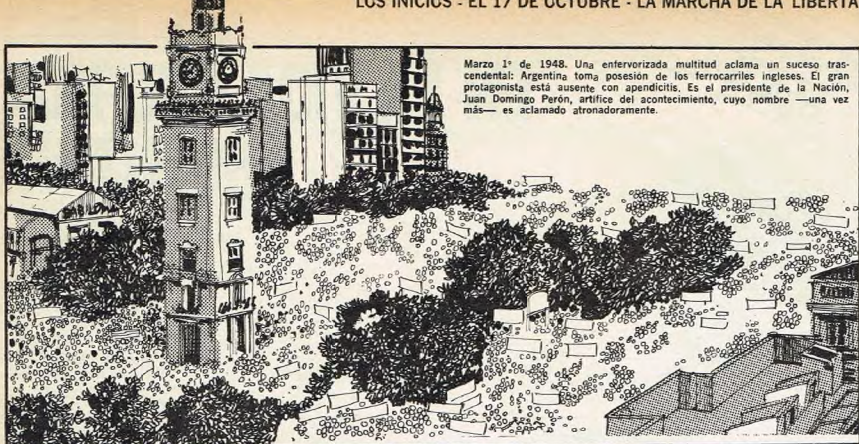 LOS INICIOS - EL 17 DE OCTUBRE - LA MARCHA DE LA LIBERTA
Marzo 1º de 1948. Una enfervorizada multitud aclama un suceso tras-
cendental: Argentina toma posesión de los ferrocarriles ingleses. El gran
protagonista está ausente con apendicitis. Es el presidente de la Nación,
Juan Domingo Perón, artífice del acontecimiento, cuyo nombre —una vez
más— es aclamado atronadoramente.